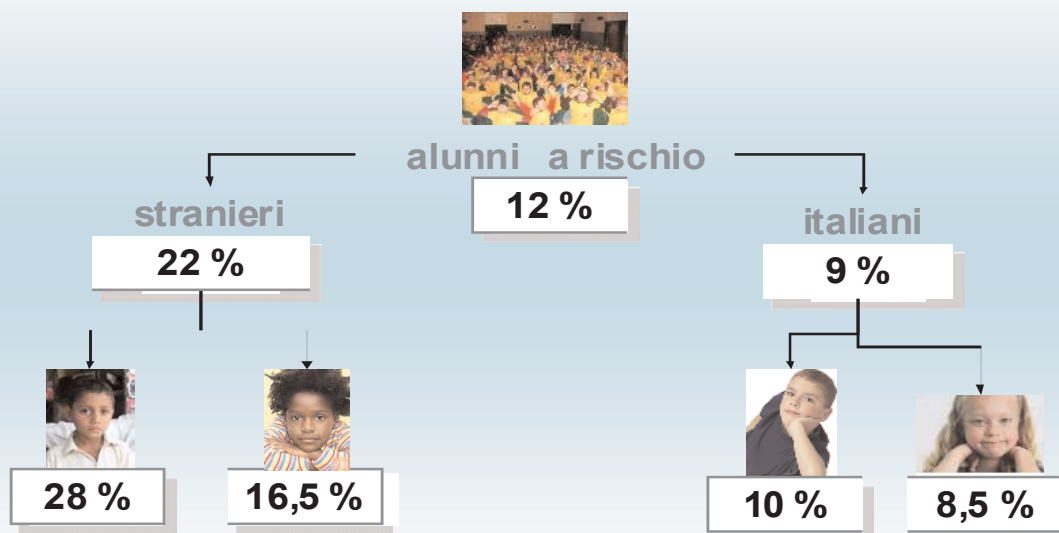 alunni a rischio
12 %
stranieri
22 %
italiani
9 %
28 %
16,5 %
10 %
8,5 %